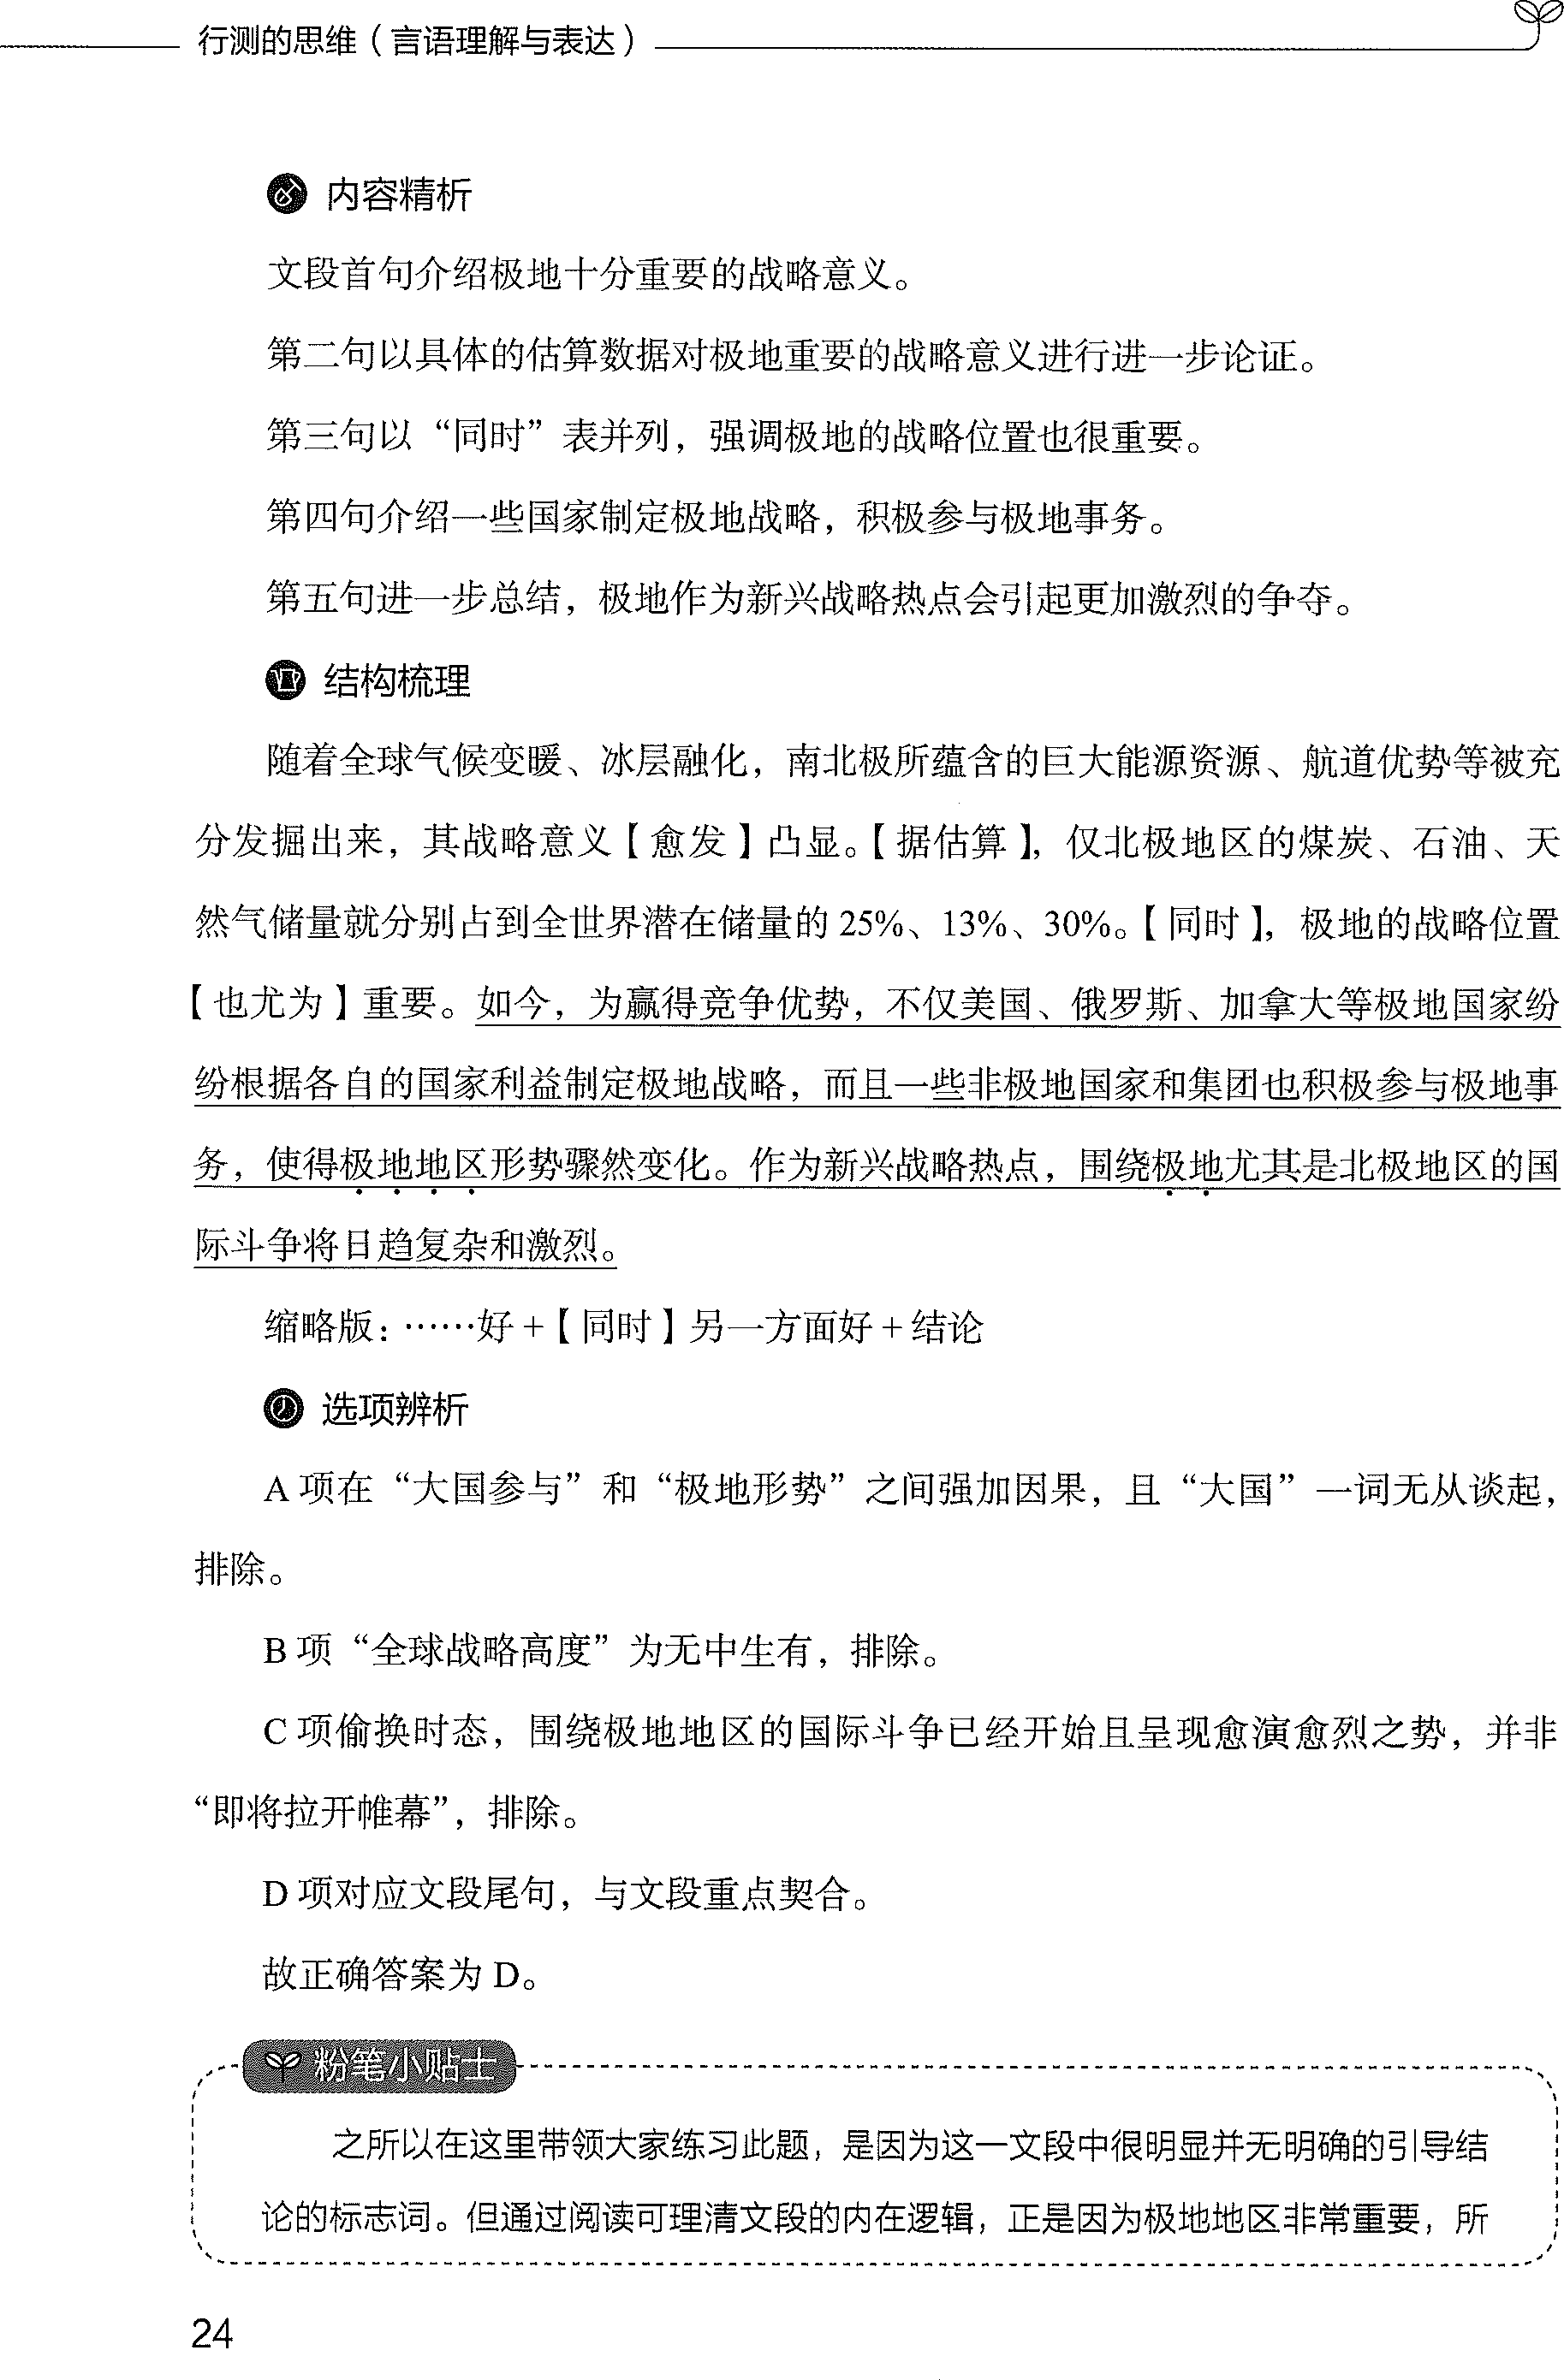 行测的思维（言语理解与表达）
内容精析
文段首句介绍极地十分重要的战略意义。
第二句以具体的估算数据对极地重要的战略意义进行进一步论证。
第三句以“同时”表并列，强调极地的战略位置也很重要。
第四句介绍一些国家制定极地战略，积极参与极地事务。
第五句进一步总结，极地作为新兴战略热点会引起更加激烈的争夺。
结构梳理
随着全球气候变暖、冰层融化，南北极所蕴含的巨大能源资源、航道优势等被充
分发掘出来，其战略意义【愈发】凸显。【据估算】，仅北极地区的煤炭、石油、天
然气储量就分别占到全世界潜在储量的 25%、13%、30%。【同时】，极地的战略位置
【也尤为】重要。如今，为赢得竞争优势，不仅美国、俄罗斯、加拿大等极地国家纷
纷根据各自的国家利益制定极地战略，而且一些非极地国家和集团也积极参与极地事
务，使得极地地区形势骤然变化。作为新兴战略热点，围绕极地尤其是北极地区的国
际斗争将日趋复杂和激烈。
缩略版：……好 +【同时】另一方面好 + 结论
选项辨析
A 项在“大国参与”和“极地形势”之间强加因果，且“大国”一词无从谈起，
排除。
B 项“全球战略高度”为无中生有，排除。
C 项偷换时态，围绕极地地区的国际斗争已经开始且呈现愈演愈烈之势，并非
“即将拉开帷幕”，排除。
D 项对应文段尾句，与文段重点契合。
故正确答案为 D。
粉笔小贴士
之所以在这里带领大家练习此题，是因为这一文段中很明显并无明确的引导结
论的标志词。但通过阅读可理清文段的内在逻辑，正是因为极地地区非常重要，所
24